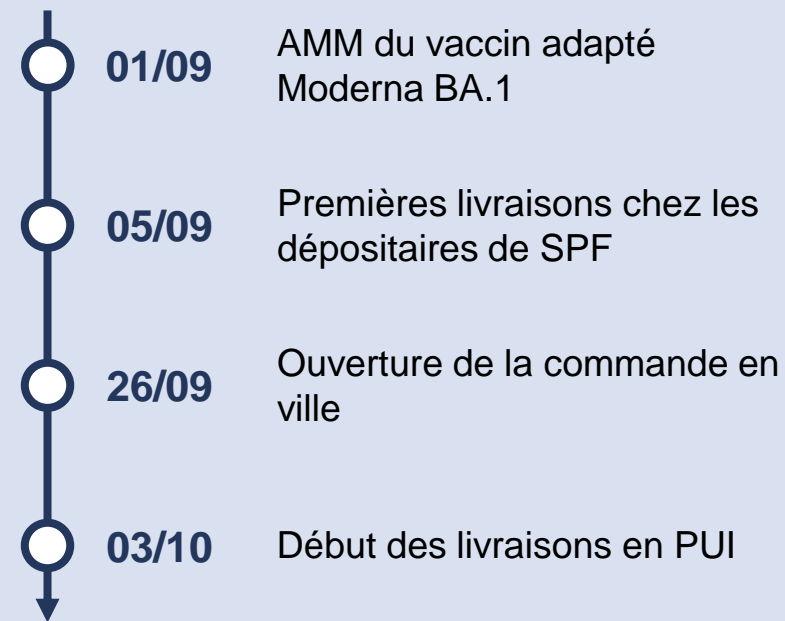 01/09
AMM du vaccin adapté
Moderna BA.1
05/09
Premières livraisons chez les
dépositaires de SPF
26/09
Ouverture de la commande en
ville
03/10
Début des livraisons en PUI